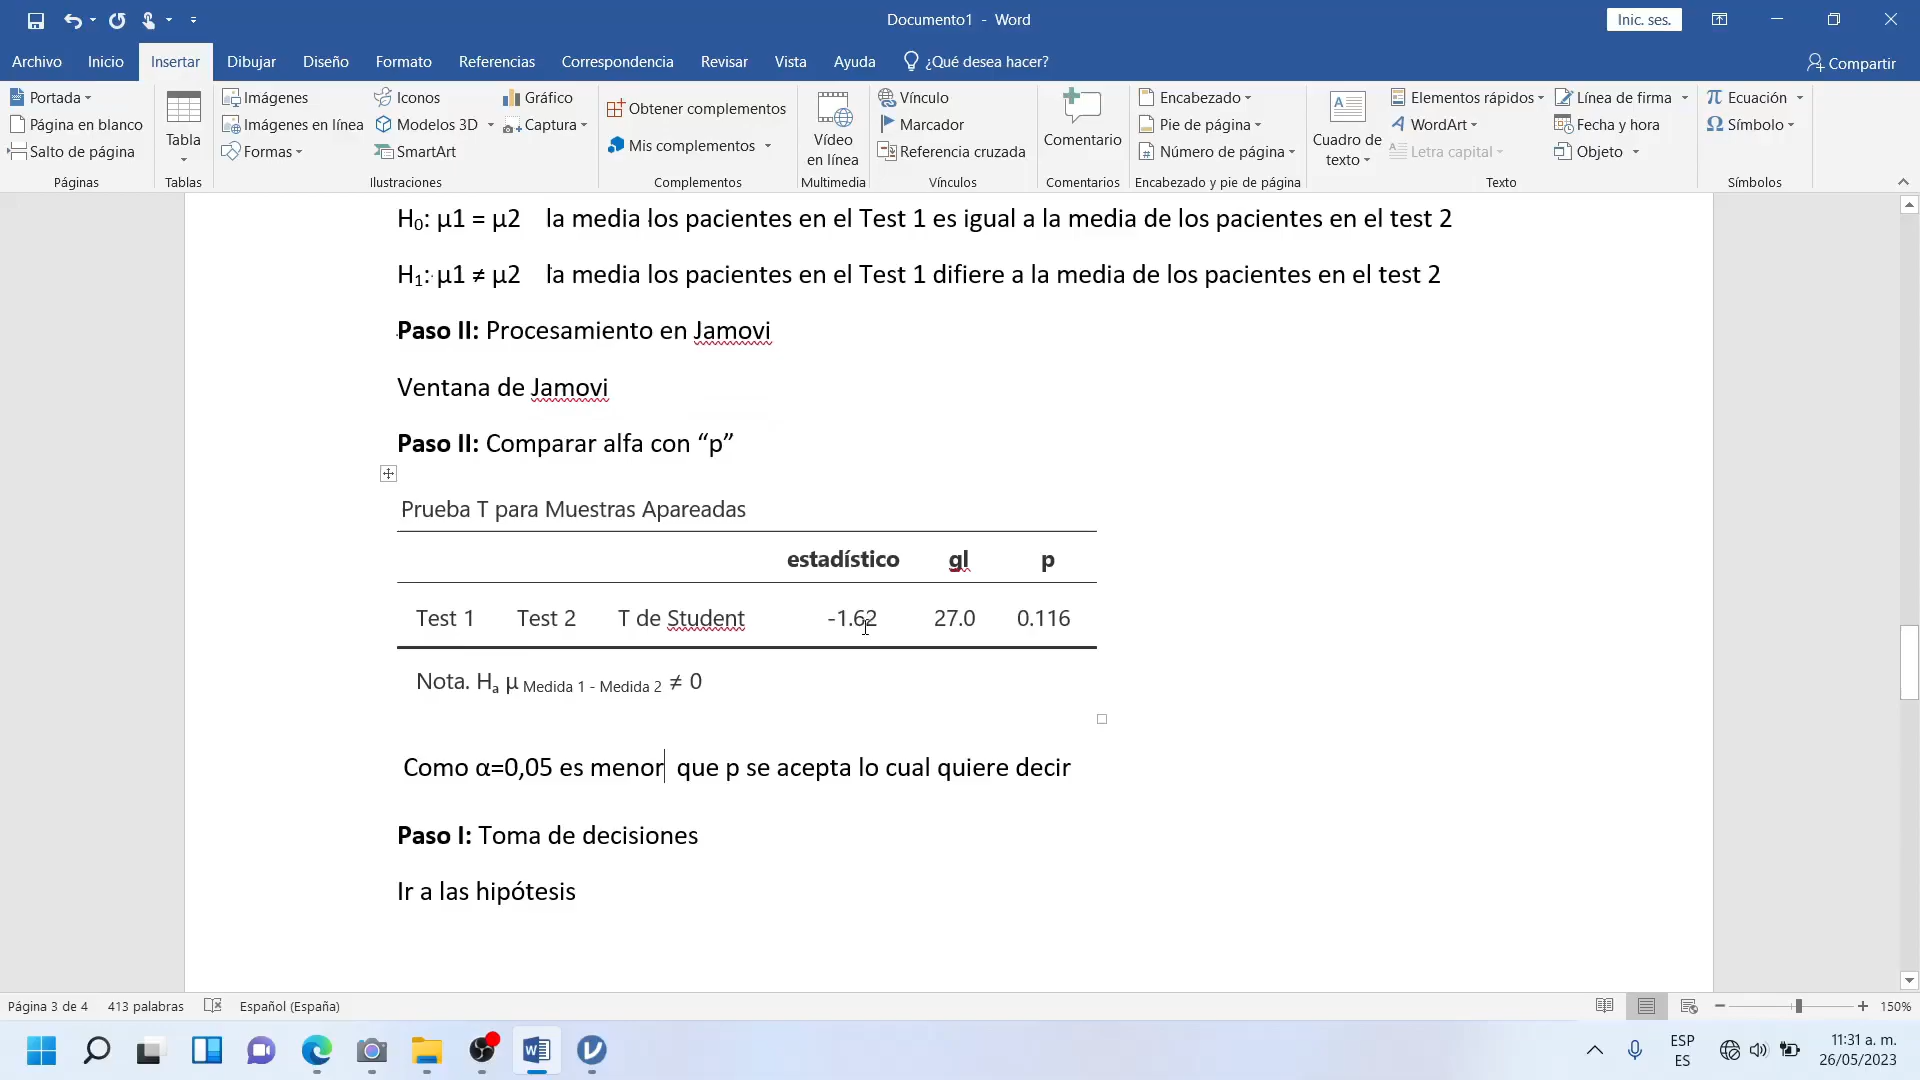 Documento1 - Word
Inic. ses.
Archivo Inicio Insertar Dibujar Diseño Formato Referencias Correspondencia Revisar Vista Ayuda ¿Qué desea hacer? Compartir
Portada
Página en blanco
Salto de página
Páginas
Tabla
Tablas
Imágenes
Imágenes en línea
Formas
Iconos
Modelos 3D
SmartArt
Gráfico
Captura
Ilustraciones
Obtener complementos
Mis complementos
Complementos
Vídeo
en línea
Multimedia
Vínculo
Marcador
Referencia cruzada
Vínculos
Comentario
Comentarios
Encabezado
Pie de página
Número de página
Encabezado y pie de página
Cuadro de
texto
Elementos rápidos
WordArt
Letra capital
Línea de firma
Fecha y hora
Objeto
Texto
Ecuación
Símbolo
Símbolos
H₀: µ1 = µ2 la media los pacientes en el Test 1 es igual a la media de los pacientes en el test 2
H₁: µ1 ≠ µ2 la media los pacientes en el Test 1 difiere a la media de los pacientes en el test 2
Paso II: Procesamiento en Jamovi
Ventana de Jamovi
Paso II: Comparar alfa con “p”
Prueba T para Muestras Apareadas
estadístico gl p
Test 1 Test 2 T de Student -1.62 27.0 0.116
Nota. Hₐ µ Medida 1 - Medida 2 ≠ 0
Como α=0,05 es menor que p se acepta lo cual quiere decir
Paso I: Toma de decisiones
Ir a las hipótesis
Página 3 de 4 413 palabras Español (España) 150%
ESP
ES
11:31 a. m.
26/05/2023